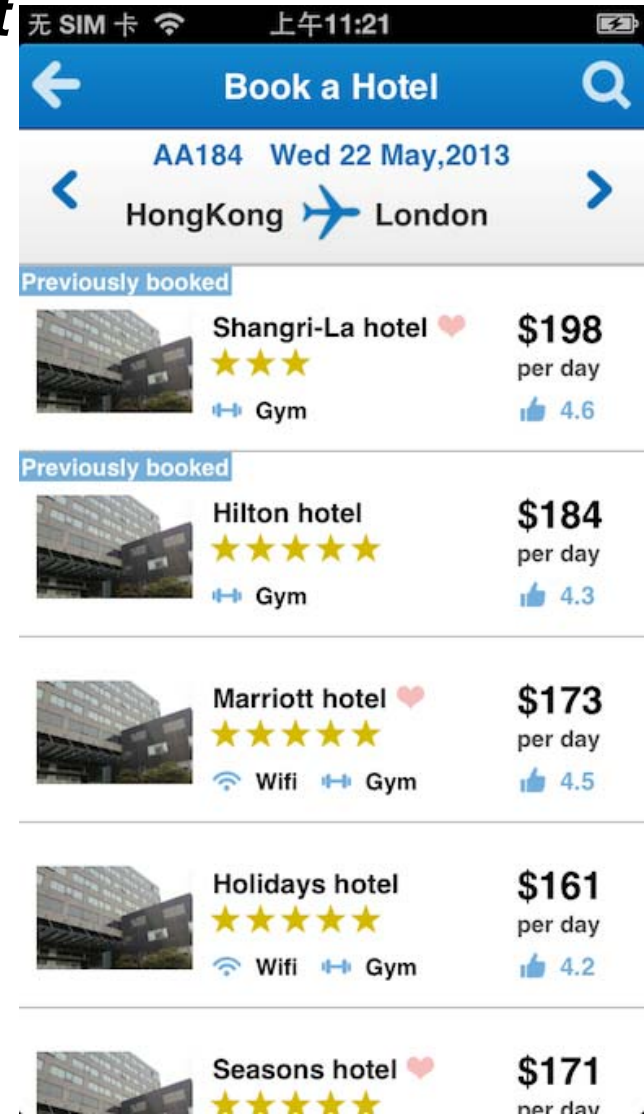 t
无 SIM 卡 上午11:21
Book a Hotel
AA184 Wed 22 May,2013
HongKong London
Previously booked
Shangri-La hotel $198
per day
Gym 4.6
Previously booked
Hilton hotel $184
per day
Gym 4.3
Marriott hotel $173
per day
Wifi Gym 4.5
Holidays hotel $161
per day
Wifi Gym 4.2
Seasons hotel $171
per day